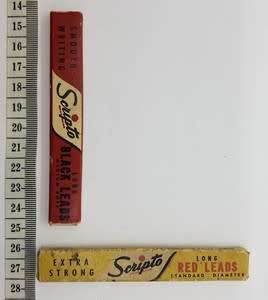 14
15
16
17
18
19
20
21
22
23
24
25
26
27
28
SMOOTH
WRITING
Scripto
LONG
BLACK LEADS
EXTRA
STRONG
Scripto
LONG
RED LEADS
STANDARD DIAMETER